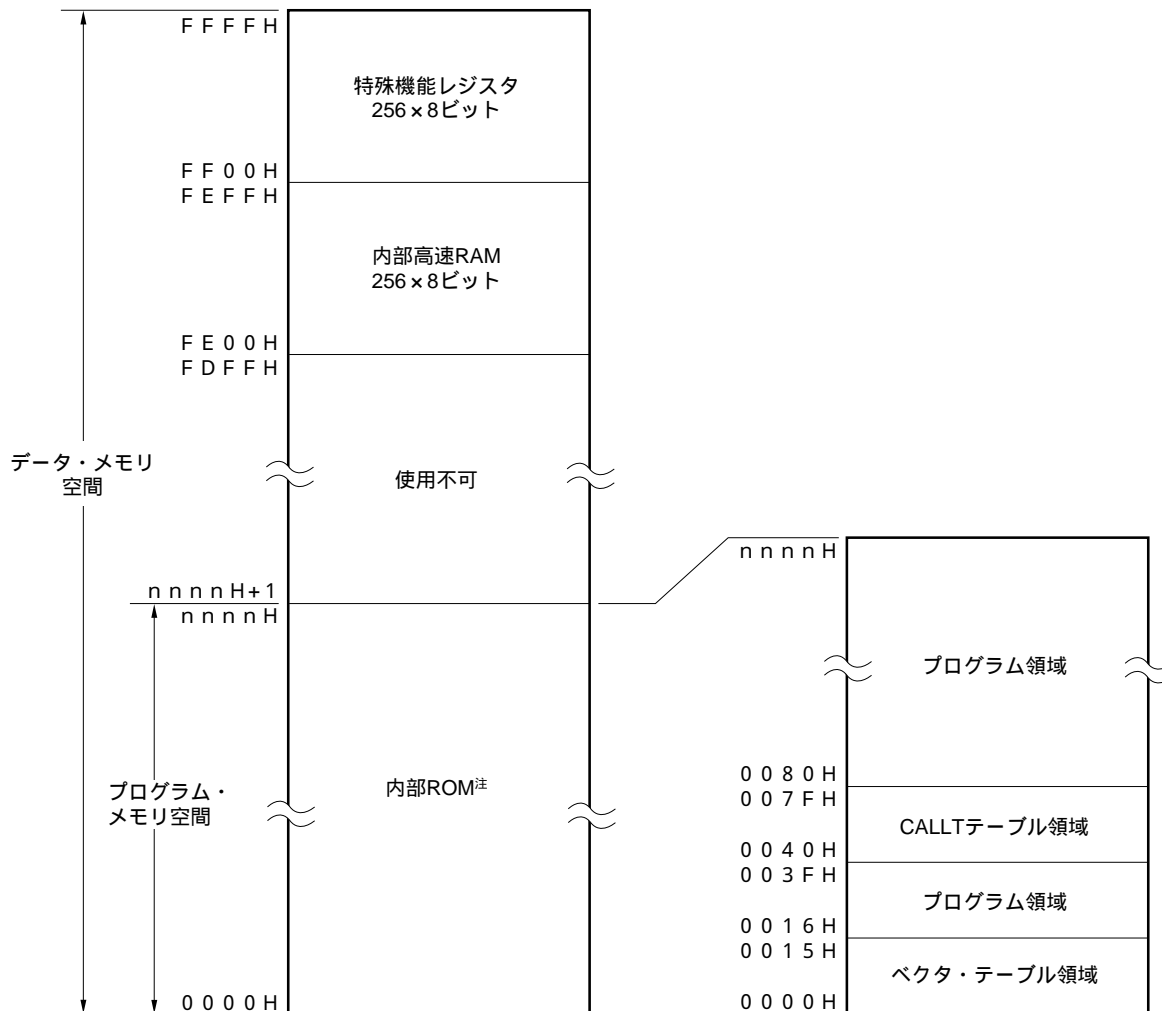 FFFFH
特殊機能レジスタ
256×8ビット
FF00H
FEFFH
内部高速RAM
256×8ビット
FE00H
FDFFH
データ・メモリ
空間
使用不可
nnnnH+1
nnnnH
プログラム・
メモリ空間
内部ROM注
0000H
nnnnH
プログラム領域
0080H
007FH
CALLTテーブル領域
0040H
003FH
プログラム領域
0016H
0015H
ベクタ・テーブル領域
0000H